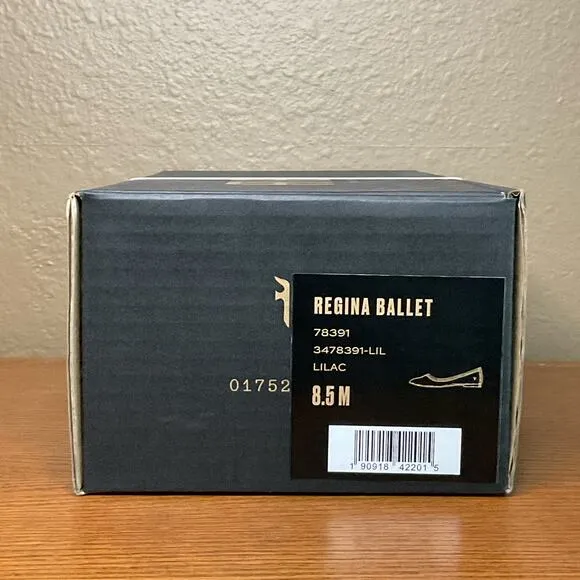 REGINA BALLET
78391
3478391-LIL
LILAC
01752
8.5 M
1 90918 42201 5